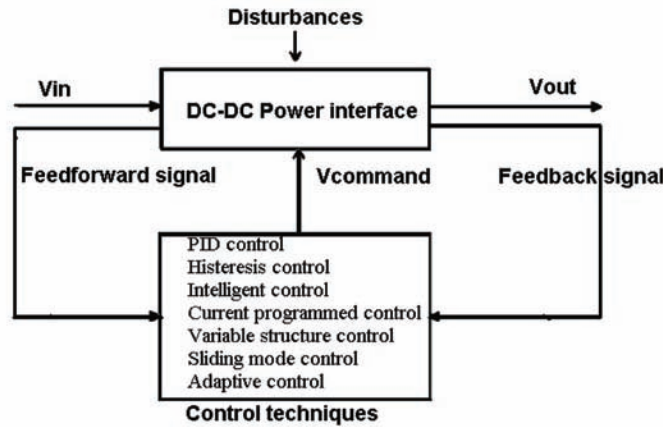 Disturbances
Vin
DC-DC Power interface
Vout
Feedforward signal
Vcommand
Feedback signal
PID control
Histeresis control
Intelligent control
Current programmed control
Variable structure control
Sliding mode control
Adaptive control
Control techniques